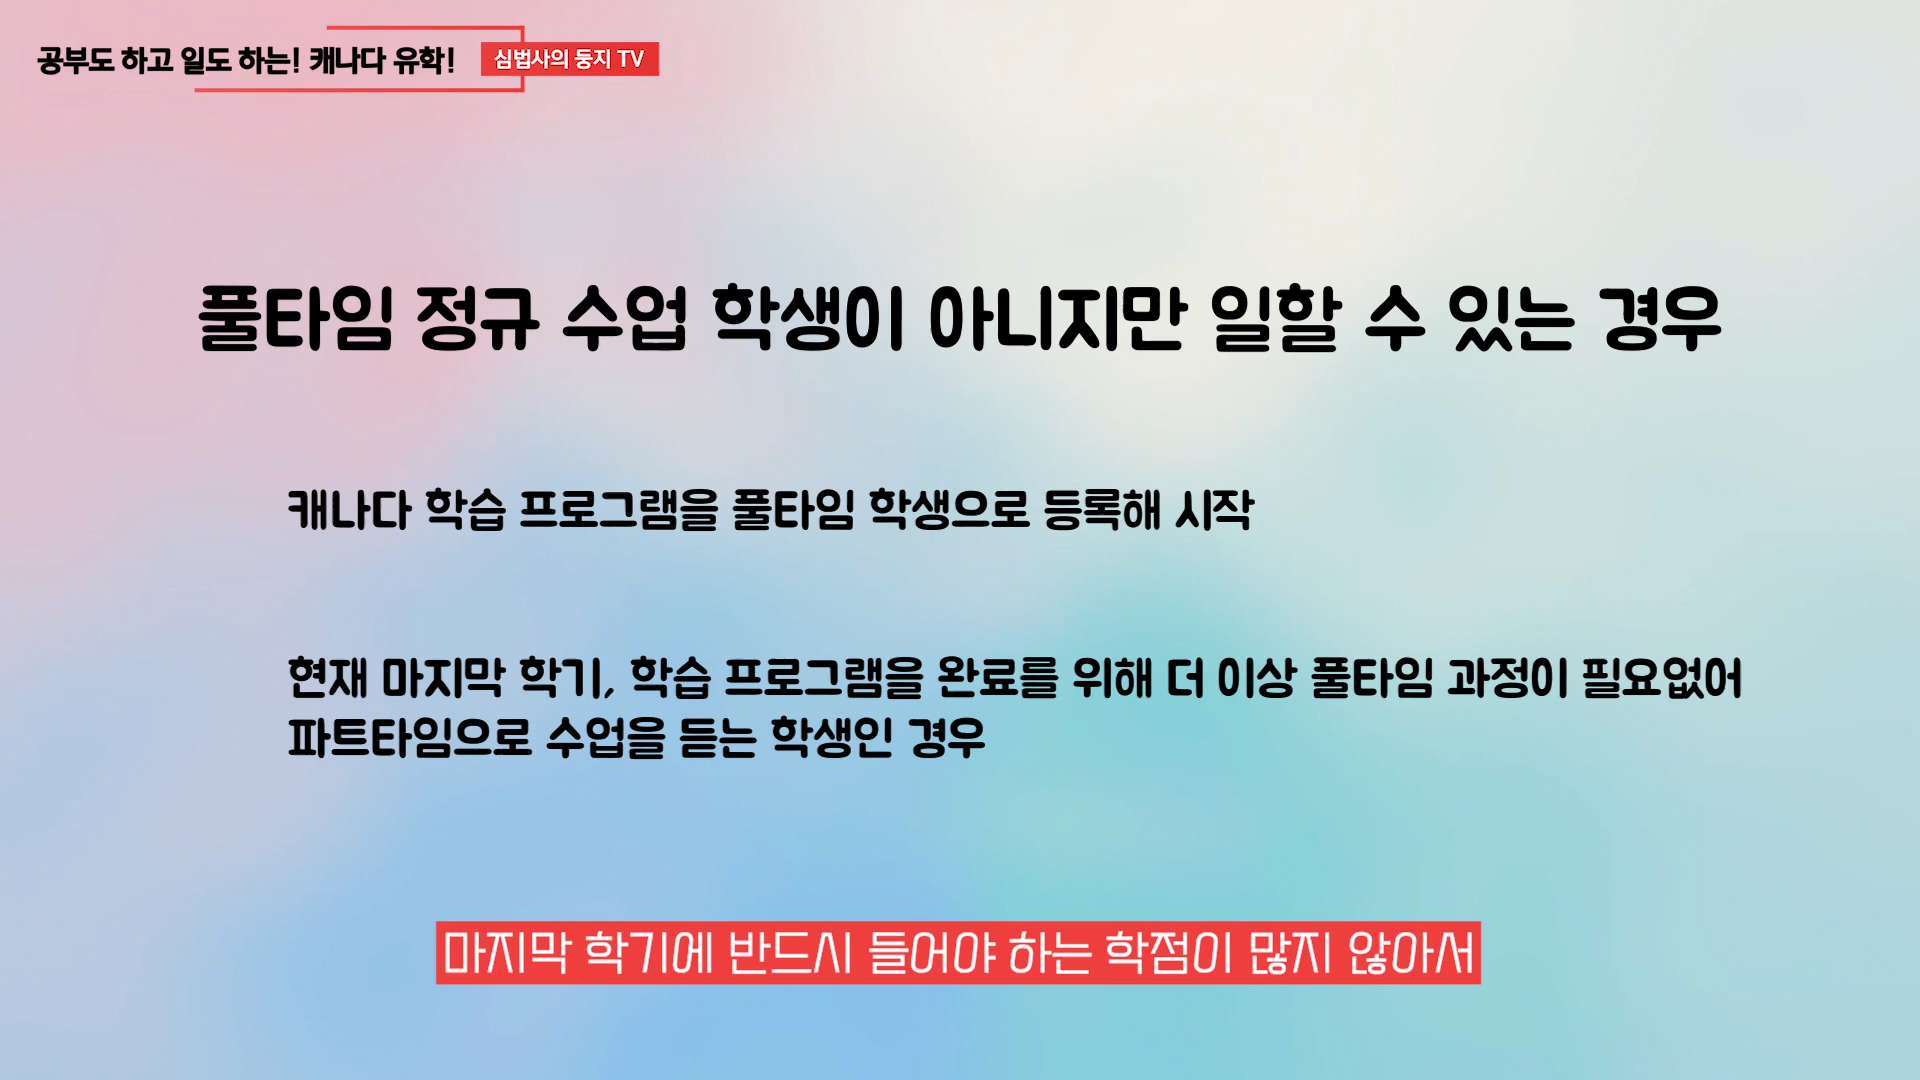 공부도 하고 일도 하는! 캐나다 유학!
심법사의 둥지 TV
풀타임 정규 수업 학생이 아니지만 일할 수 있는 경우
캐나다 학습 프로그램을 풀타임 학생으로 등록해 시작
현재 마지막 학기, 학습 프로그램을 완료를 위해 더 이상 풀타임 과정이 필요없어
파트타임으로 수업을 듣는 학생인 경우
마지막 학기에 반드시 들어야 하는 학점이 많지 않아서